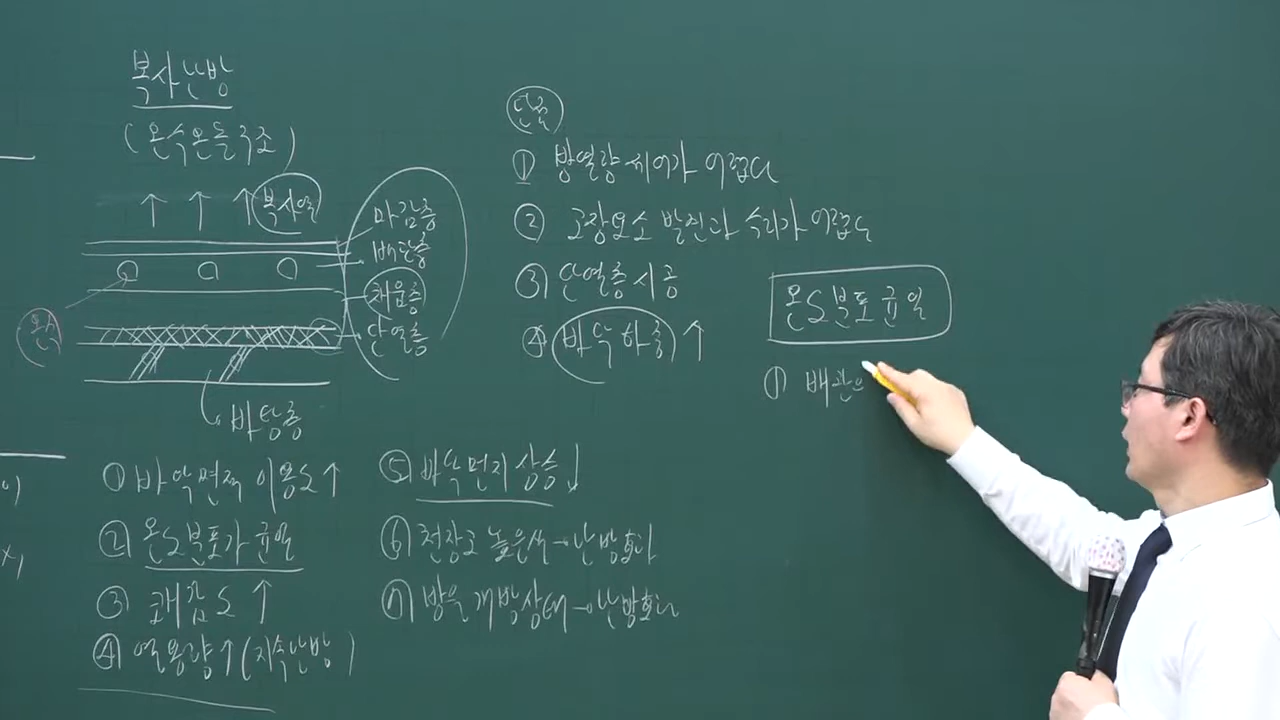 복사난방
(온수온돌구조)
복사열
마감층
배관층
채움층
단열층
온수
바탕층
① 바닥면적 이용도↑
② 온도분포가 균일
③ 쾌감도 ↑
④ 열용량↑(지속난방)
⑤ 바닥먼지 상승↓
⑥ 천장고 높은곳→난방효과
⑦ 방을 개방상태→난방효과
단점
① 방열량 제어가 어렵다
② 고장요소 발견과 수리가 어렵다
③ 단열층 시공
④ 바닥하중↑
온도분포 균일
① 배관